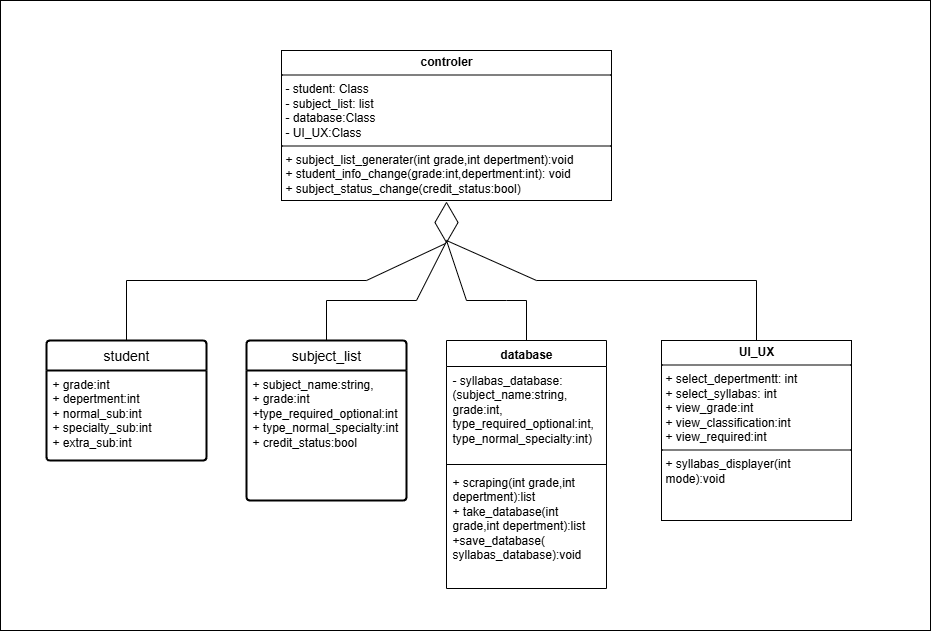 controler
- student: Class
- subject_list: list
- database:Class
- UI_UX:Class
+ subject_list_generater(int grade,int depertment):void
+ student_info_change(grade:int,depertment:int): void
+ subject_status_change(credit_status:bool)
student
+ grade:int
+ depertment:int
+ normal_sub:int
+ specialty_sub:int
+ extra_sub:int
subject_list
+ subject_name:string,
+ grade:int
+type_required_optional:int
+ type_normal_specialty:int
+ credit_status:bool
database
- syllabas_database:
(subject_name:string,
grade:int,
type_required_optional:int,
type_normal_specialty:int)
+ scraping(int grade,int
depertment):list
+ take_database(int
grade,int depertment):list
+save_database(
syllabas_database):void
UI_UX
+ select_depertmentt: int
+ select_syllabas: int
+ view_grade:int
+ view_classification:int
+ view_required:int
+ syllabas_displayer(int
mode):void